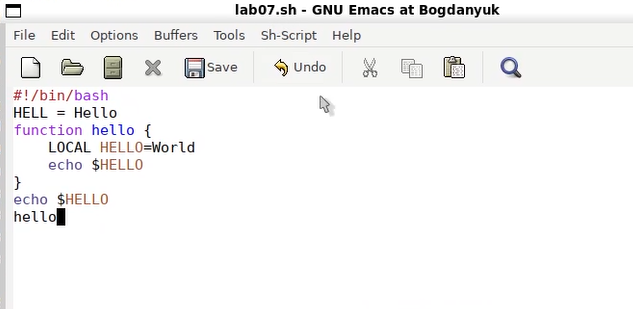 lab07.sh - GNU Emacs at Bogdanyuk
File Edit Options Buffers Tools Sh-Script Help
Save Undo
#!/bin/bash
HELL = Hello
function hello {
    LOCAL HELLO=World
    echo $HELLO
}
echo $HELLO
hello